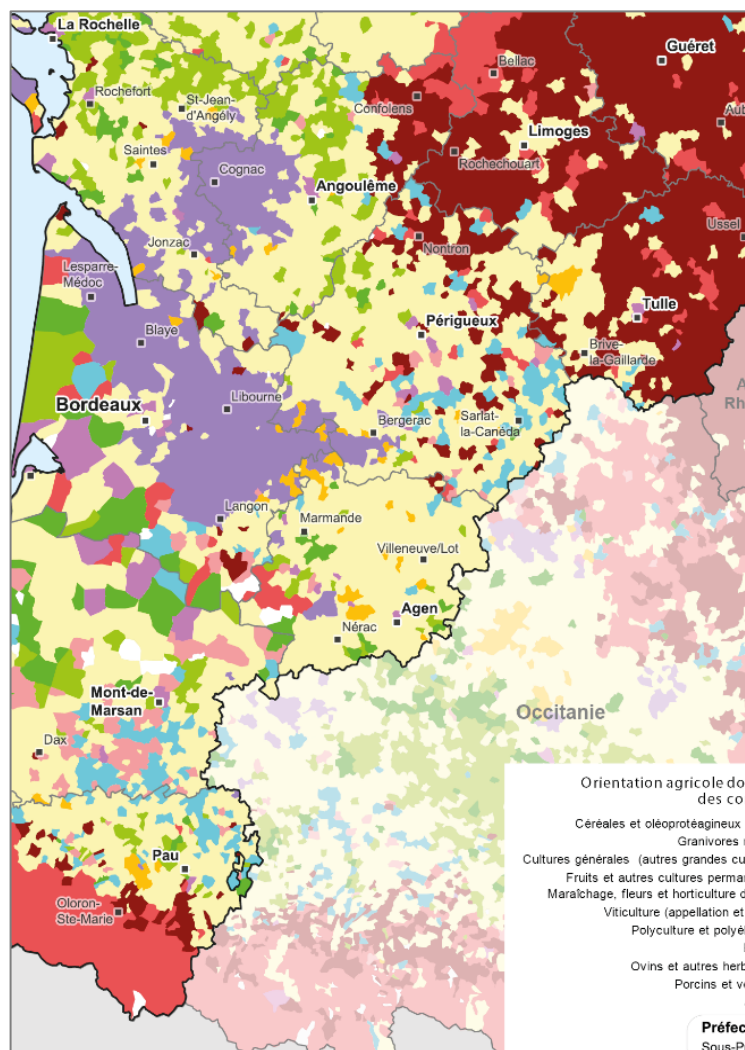 La Rochelle
Guéret
Bellac
Rochefort
St-Jean-
d'Angély
Confolens
Aub
Limoges
Saintes
Rochechouart
Cognac
Angoulême
Ussel
Jonzac
Nontron
Lesparre-
Médoc
Tulle
Périgueux
Blaye
Brive-
la-Gaillarde
A
Rh
Libourne
Bordeaux
Bergerac
Sarlat-
la-Canéda
Langon
Marmande
Villeneuve/Lot
Agen
Nérac
Mont-de-
Marsan
Occitanie
Dax
Pau
Oloron-
Ste-Marie
Orientation agricole do
des co
Céréales et oléoprotéagineux
Granivores
Cultures générales (autres grandes cu
Fruits et autres cultures perma
Maraîchage, fleurs et horticulture d
Viticulture (appellation et
Polyculture et polyél
Ovins et autres herb
Porcins et v
Préfec
Sous-P